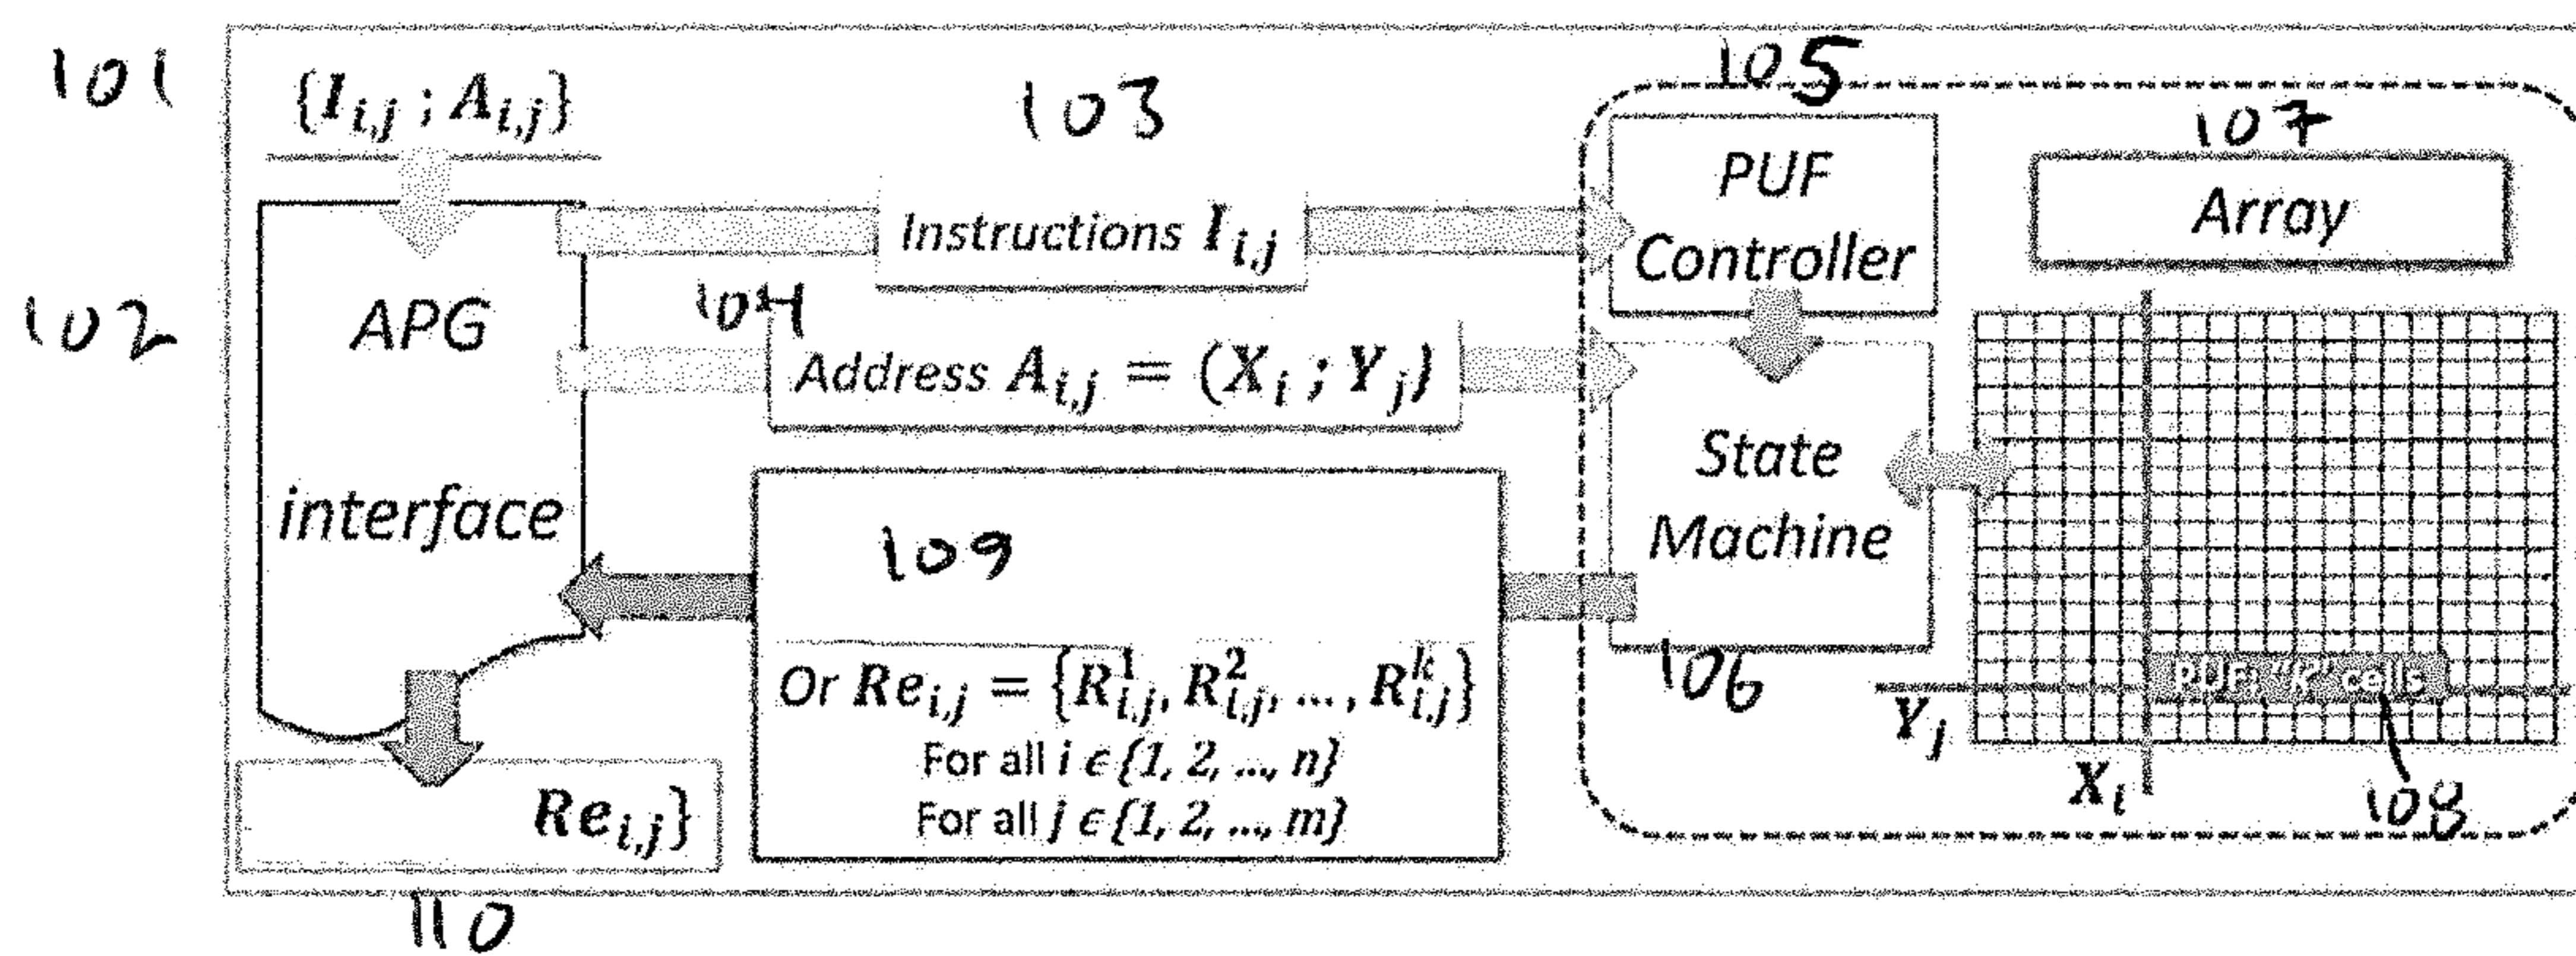 101
{I_{i,j} ; A_{i,j}}
102
APG
interface
103
Instructions I_{i,j}
104
Address A_{i,j} = (X_i ; Y_j)
105
PUF
Controller
State
Machine
106
107
Array
PUF: "k" cells
Y_j
X_i
108
109
Or Re_{i,j} = {R^1_{i,j}, R^2_{i,j}, ..., R^k_{i,j}}
For all i ϵ {1, 2, ..., n}
For all j ϵ {1, 2, ..., m}
Re_{i,j}}
110